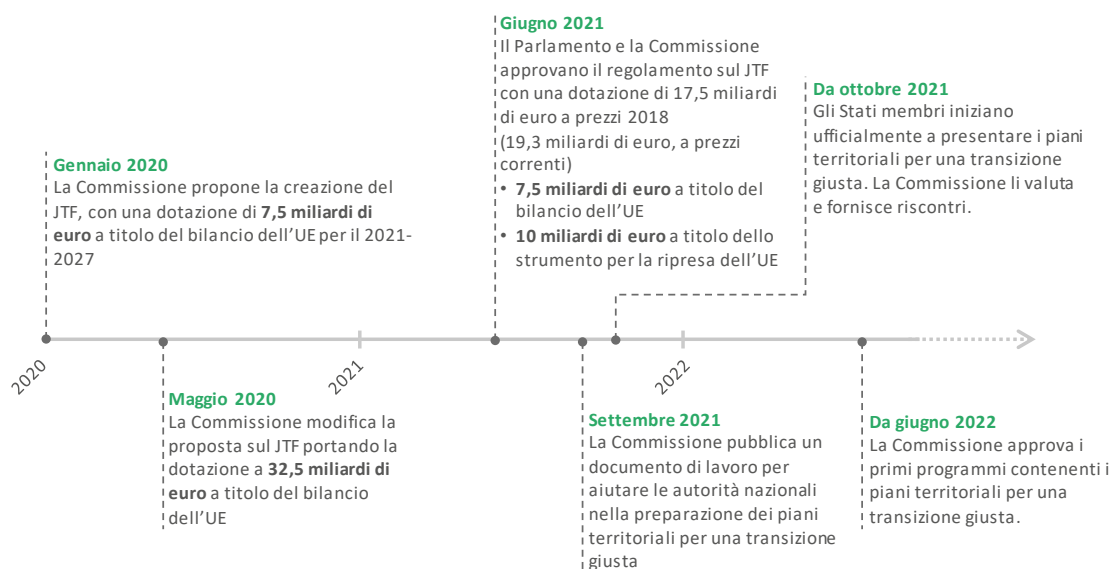 Gennaio 2020
La Commissione propone la creazione del
JTF, con una dotazione di 7,5 miliardi di
euro a titolo del bilancio dell'UE per il 2021-
2027
Giugno 2021
Il Parlamento e la Commissione
approvano il regolamento sul JTF
con una dotazione di 17,5 miliardi
di euro a prezzi 2018
(19,3 miliardi di euro, a prezzi
correnti)
• 7,5 miliardi di euro a titolo del
bilancio dell'UE
• 10 miliardi di euro a titolo dello
strumento per la ripresa dell'UE
Da ottobre 2021
Gli Stati membri iniziano
ufficialmente a presentare i piani
territoriali per una transizione
giusta. La Commissione li valuta
e fornisce riscontri.
2020
2021
2022
Maggio 2020
La Commissione modifica la
proposta sul JTF portando la
dotazione a 32,5 miliardi di
euro a titolo del bilancio
dell'UE
Settembre 2021
La Commissione pubblica un
documento di lavoro per
aiutare le autorità nazionali
nella preparazione dei piani
territoriali per una transizione
giusta
Da giugno 2022
La Commissione approva i
primi programmi contenenti i
piani territoriali per una
transizione giusta.